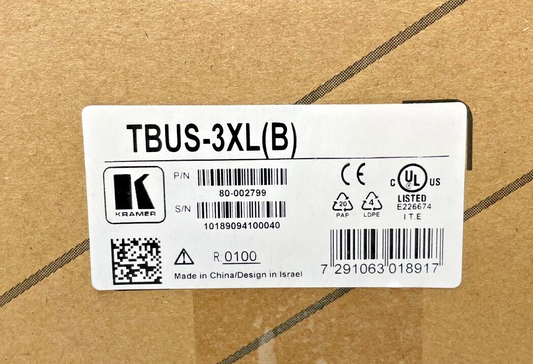 TBUS-3XL(B)
KRAMER
P/N
80-002799
S/N
10189094100040
CE
20
PAP
4
LDPE
C UL US
LISTED
E226674
I.T.E
R: 0100
Made in China/Design in Israel
7 291063 018917